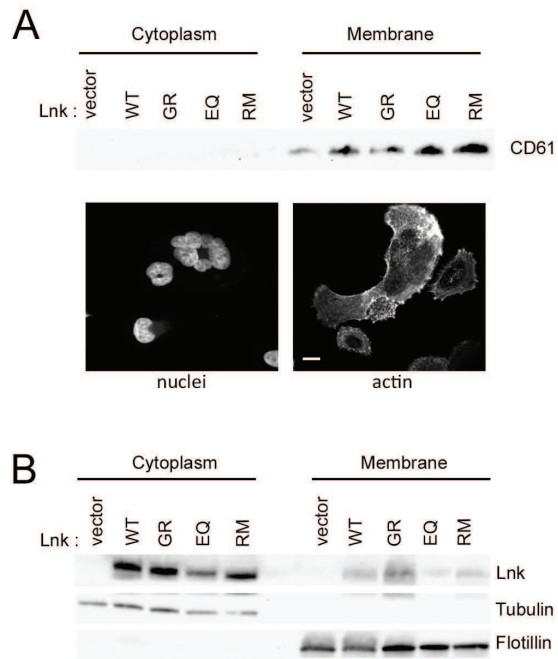 A
Cytoplasm Membrane
Lnk : vector WT GR EQ RM vector WT GR EQ RM
CD61
nuclei actin
B
Cytoplasm Membrane
Lnk : vector WT GR EQ RM vector WT GR EQ RM
Lnk
Tubulin
Flotillin